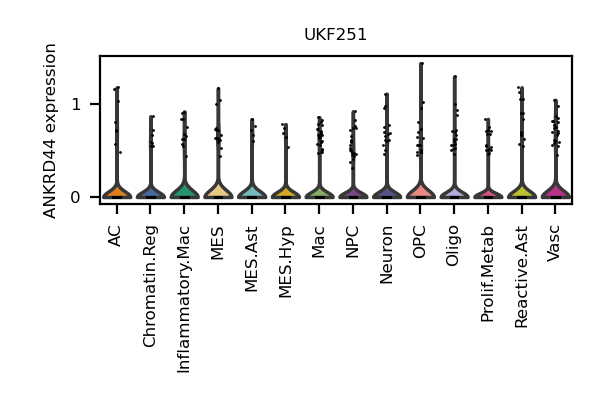 UKF251
ANKRD44 expression
1
0
AC
Chromatin.Reg
Inflammatory.Mac
MES
MES.Ast
MES.Hyp
Mac
NPC
Neuron
OPC
Oligo
Prolif.Metab
Reactive.Ast
Vasc